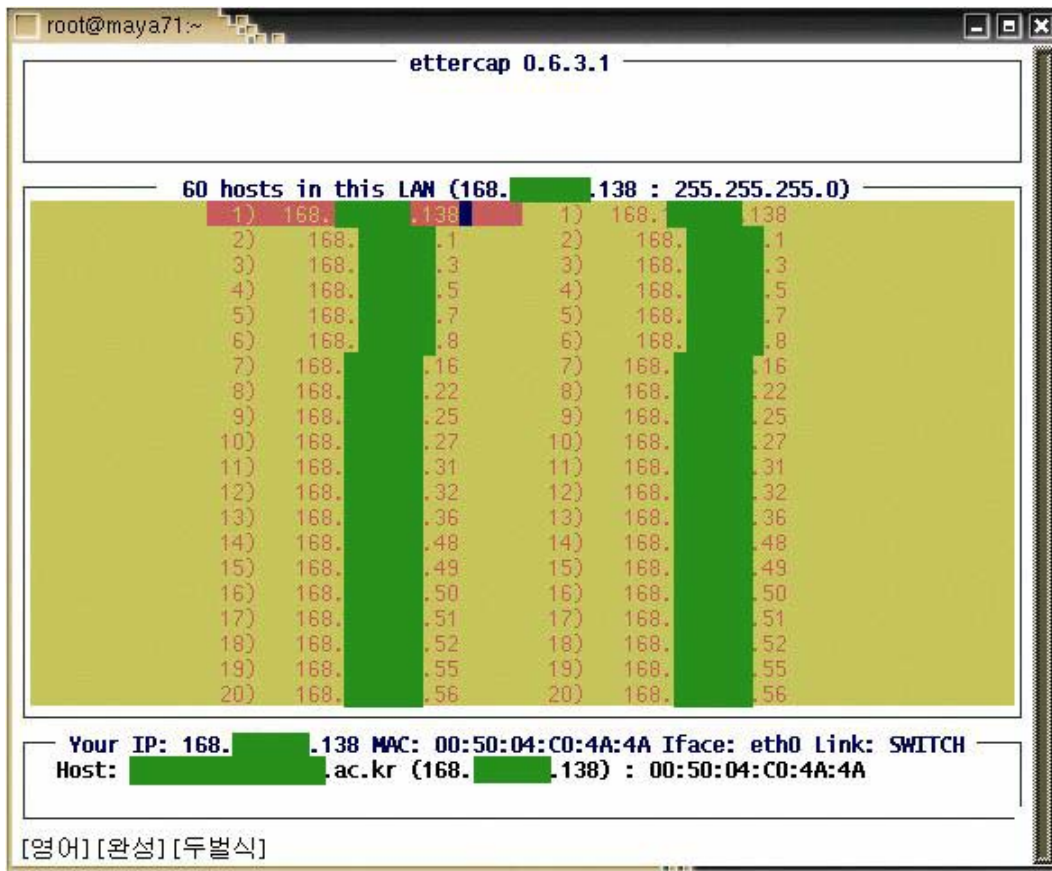 root@maya71:~
ettercap 0.6.3.1
60 hosts in this LAN (168. .138 : 255.255.255.0)
1) 168. .138 1) 168. .138
2) 168. .1 2) 168. .1
3) 168. .3 3) 168. .3
4) 168. .5 4) 168. .5
5) 168. .7 5) 168. .7
6) 168. .8 6) 168. .8
7) 168. .16 7) 168. .16
8) 168. .22 8) 168. .22
9) 168. .25 9) 168. .25
10) 168. .27 10) 168. .27
11) 168. .31 11) 168. .31
12) 168. .32 12) 168. .32
13) 168. .36 13) 168. .36
14) 168. .48 14) 168. .48
15) 168. .49 15) 168. .49
16) 168. .50 16) 168. .50
17) 168. .51 17) 168. .51
18) 168. .52 18) 168. .52
19) 168. .55 19) 168. .55
20) 168. .56 20) 168. .56
Your IP: 168. .138 MAC: 00:50:04:C0:4A:4A Iface: eth0 Link: SWITCH
Host: .ac.kr (168. .138) : 00:50:04:C0:4A:4A
[영어][완성][두벌식]